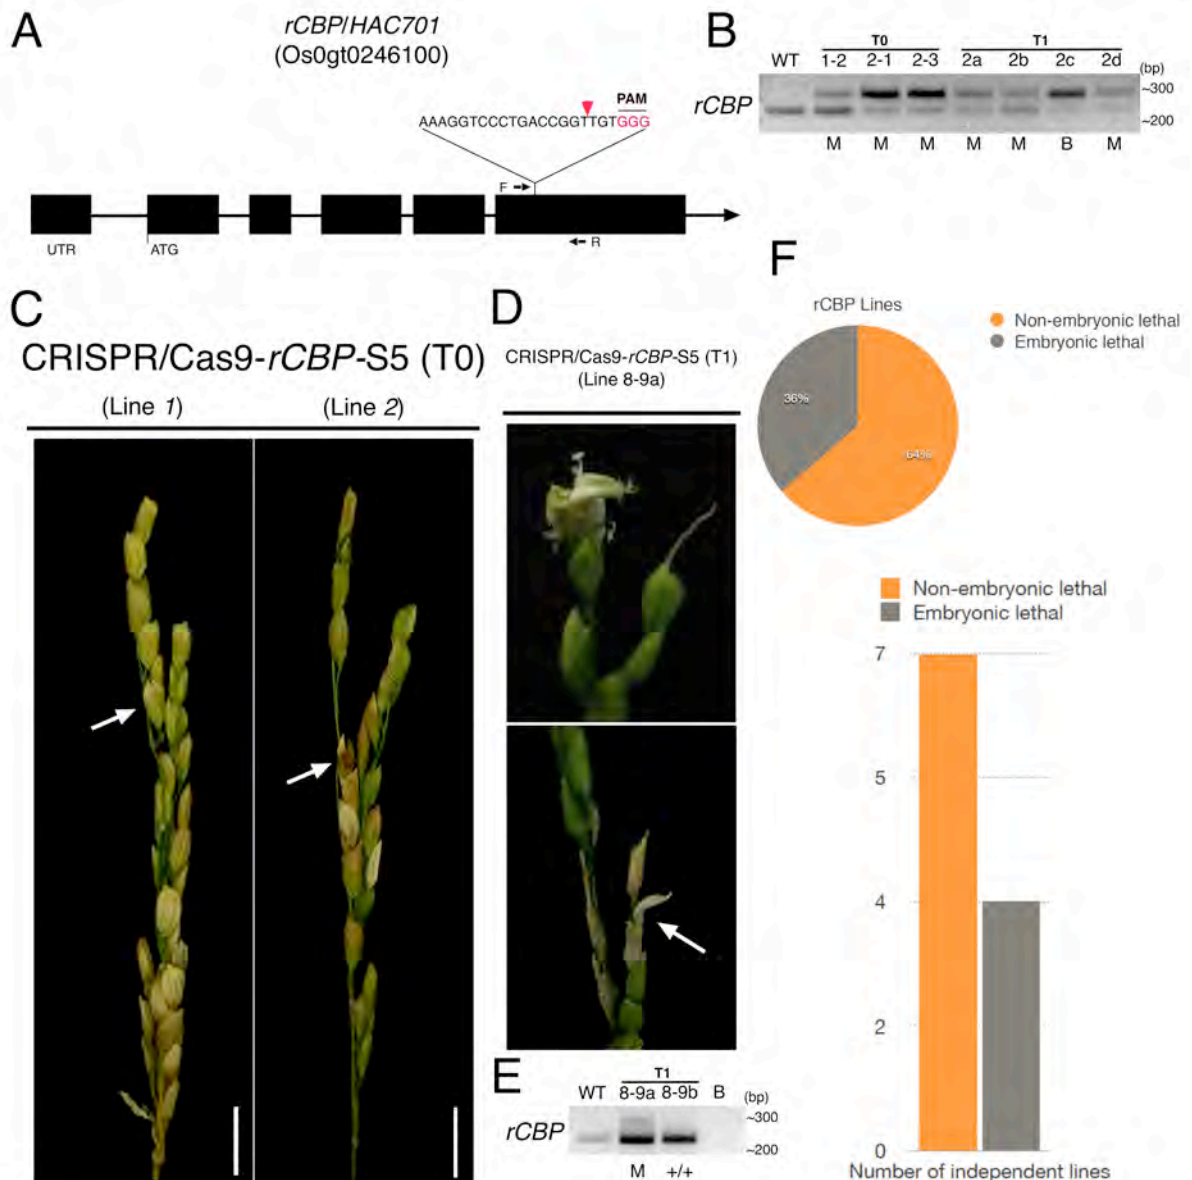 A
rCBP/HAC701
(Os0gt0246100)
PAM
AAAGGTCCCTGACCGGTTGTGGG
F
R
UTR
ATG
B
T0 T1
WT 1-2 2-1 2-3 2a 2b 2c 2d (bp)
rCBP
~300
~200
M M M M M B M
C
CRISPR/Cas9-rCBP-S5 (T0)
(Line 1) (Line 2)
D
CRISPR/Cas9-rCBP-S5 (T1)
(Line 8-9a)
E
T1
WT 8-9a 8-9b B (bp)
rCBP
~300
~200
M +/+
F
rCBP Lines
Non-embryonic lethal
Embryonic lethal
36%
64%
Non-embryonic lethal
Embryonic lethal
7
5
4
2
0
Number of independent lines